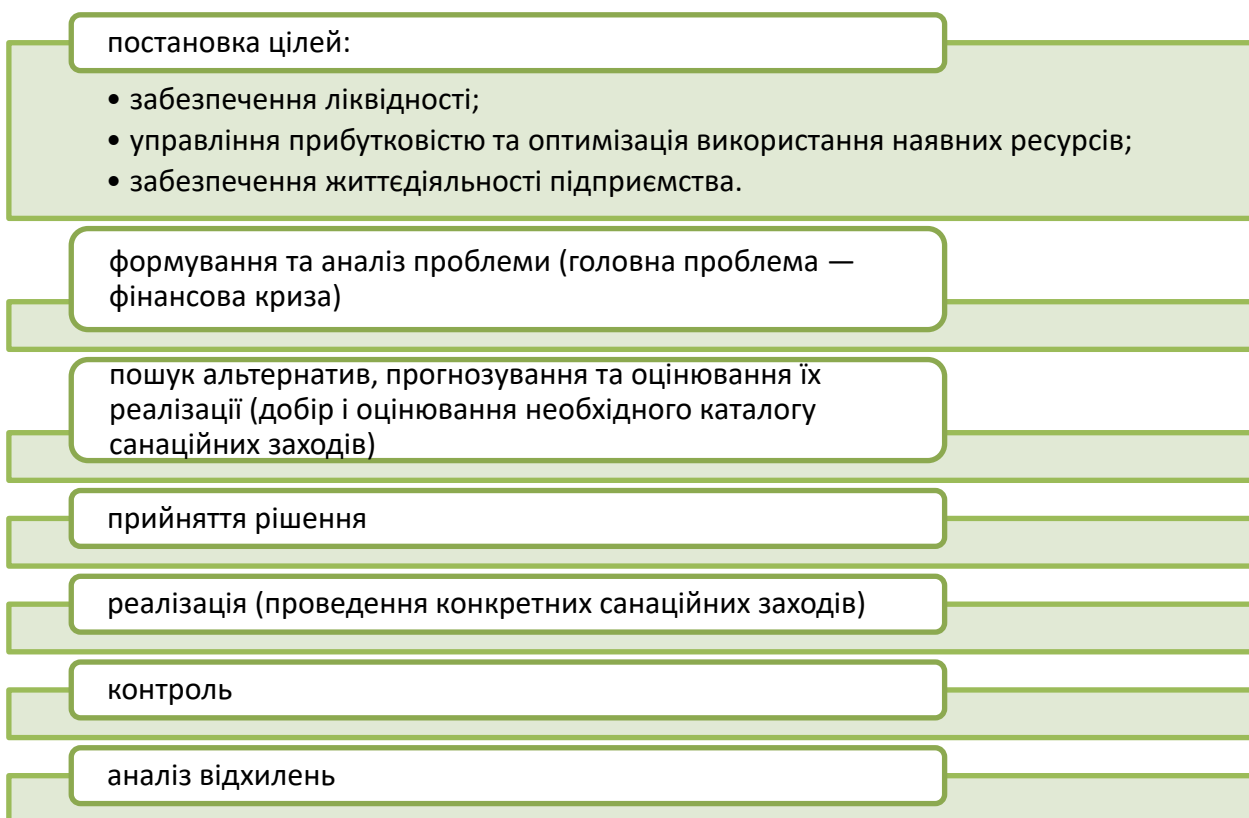 постановка цілей:
• забезпечення ліквідності;
• управління прибутковістю та оптимізація використання наявних ресурсів;
• забезпечення життєдіяльності підприємства.
формування та аналіз проблеми (головна проблема —
фінансова криза)
пошук альтернатив, прогнозування та оцінювання їх
реалізації (добір і оцінювання необхідного каталогу
санаційних заходів)
прийняття рішення
реалізація (проведення конкретних санаційних заходів)
контроль
аналіз відхилень